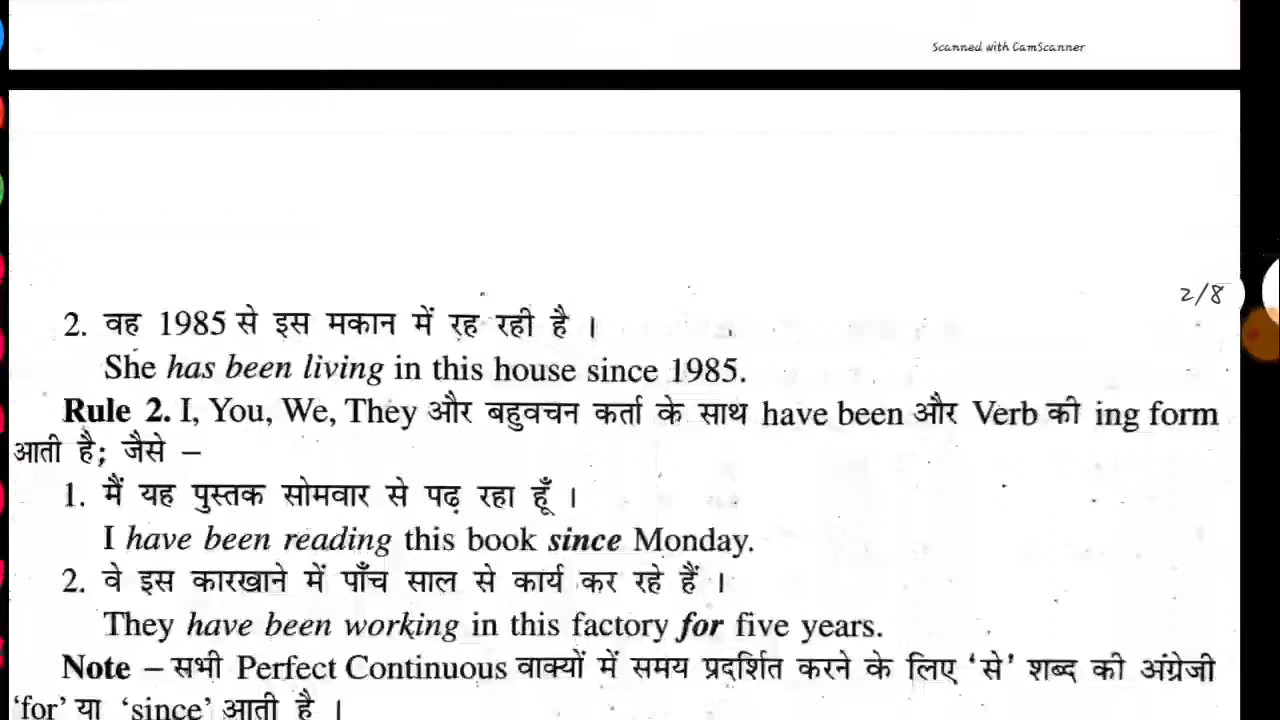 Scanned with CamScanner
2/8
2. वह 1985 से इस मकान में रह रही है ।
She has been living in this house since 1985.
Rule 2. I, You, We, They और बहुवचन कर्ता के साथ have been और Verb की ing form
आती है; जैसे –
1. मैं यह पुस्तक सोमवार से पढ़ रहा हूँ ।
I have been reading this book since Monday.
2. वे इस कारखाने में पाँच साल से कार्य कर रहे हैं ।
They have been working in this factory for five years.
Note – सभी Perfect Continuous वाक्यों में समय प्रदर्शित करने के लिए ‘से’ शब्द की अंग्रेजी
‘for’ या ‘since’ आती है ।